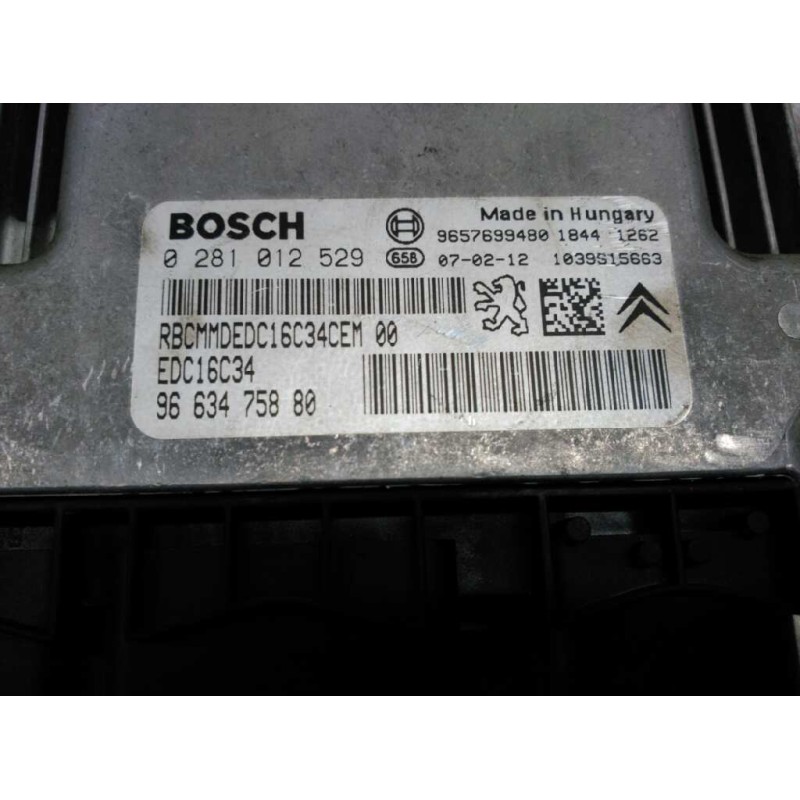 BOSCH
Made in Hungary
9657699480 1844 1262
0 281 012 529 658 07-02-12 1039S15663
RBCMMDEDC16C34CEM 00
EDC16C34
96 634 758 80